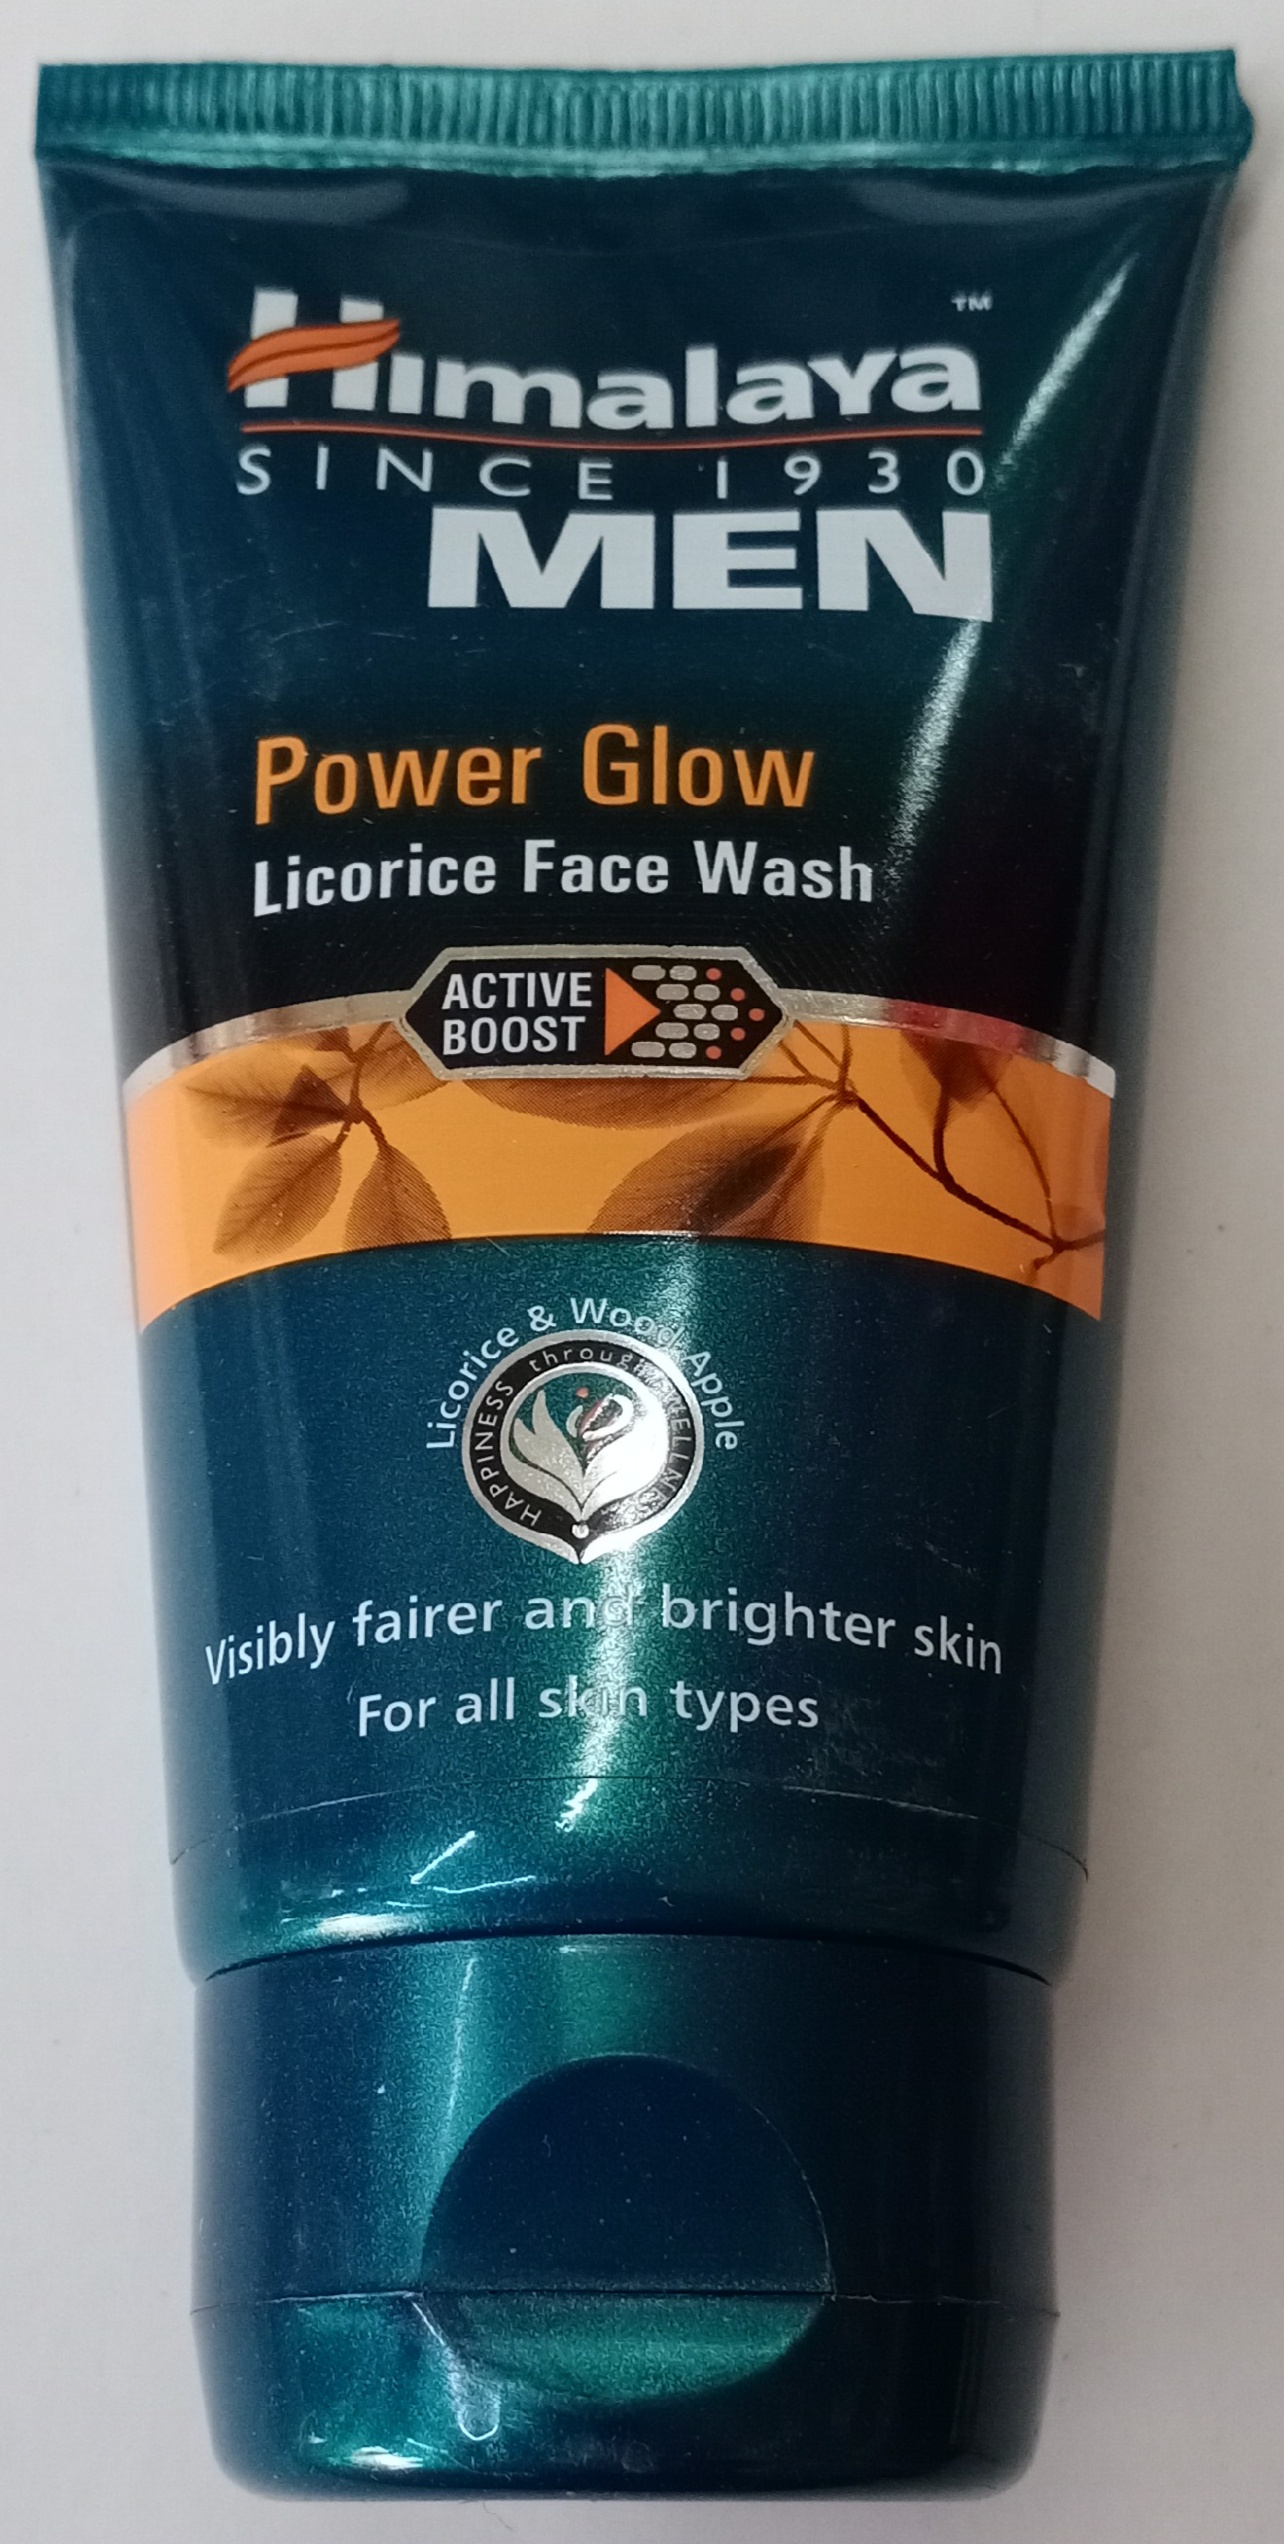 Himalaya™
SINCE 1930
MEN
Power Glow
Licorice Face Wash
ACTIVE
BOOST
Licorice & Wood Apple
HAPPINESS through WELLNESS
Visibly fairer and brighter skin
For all skin types